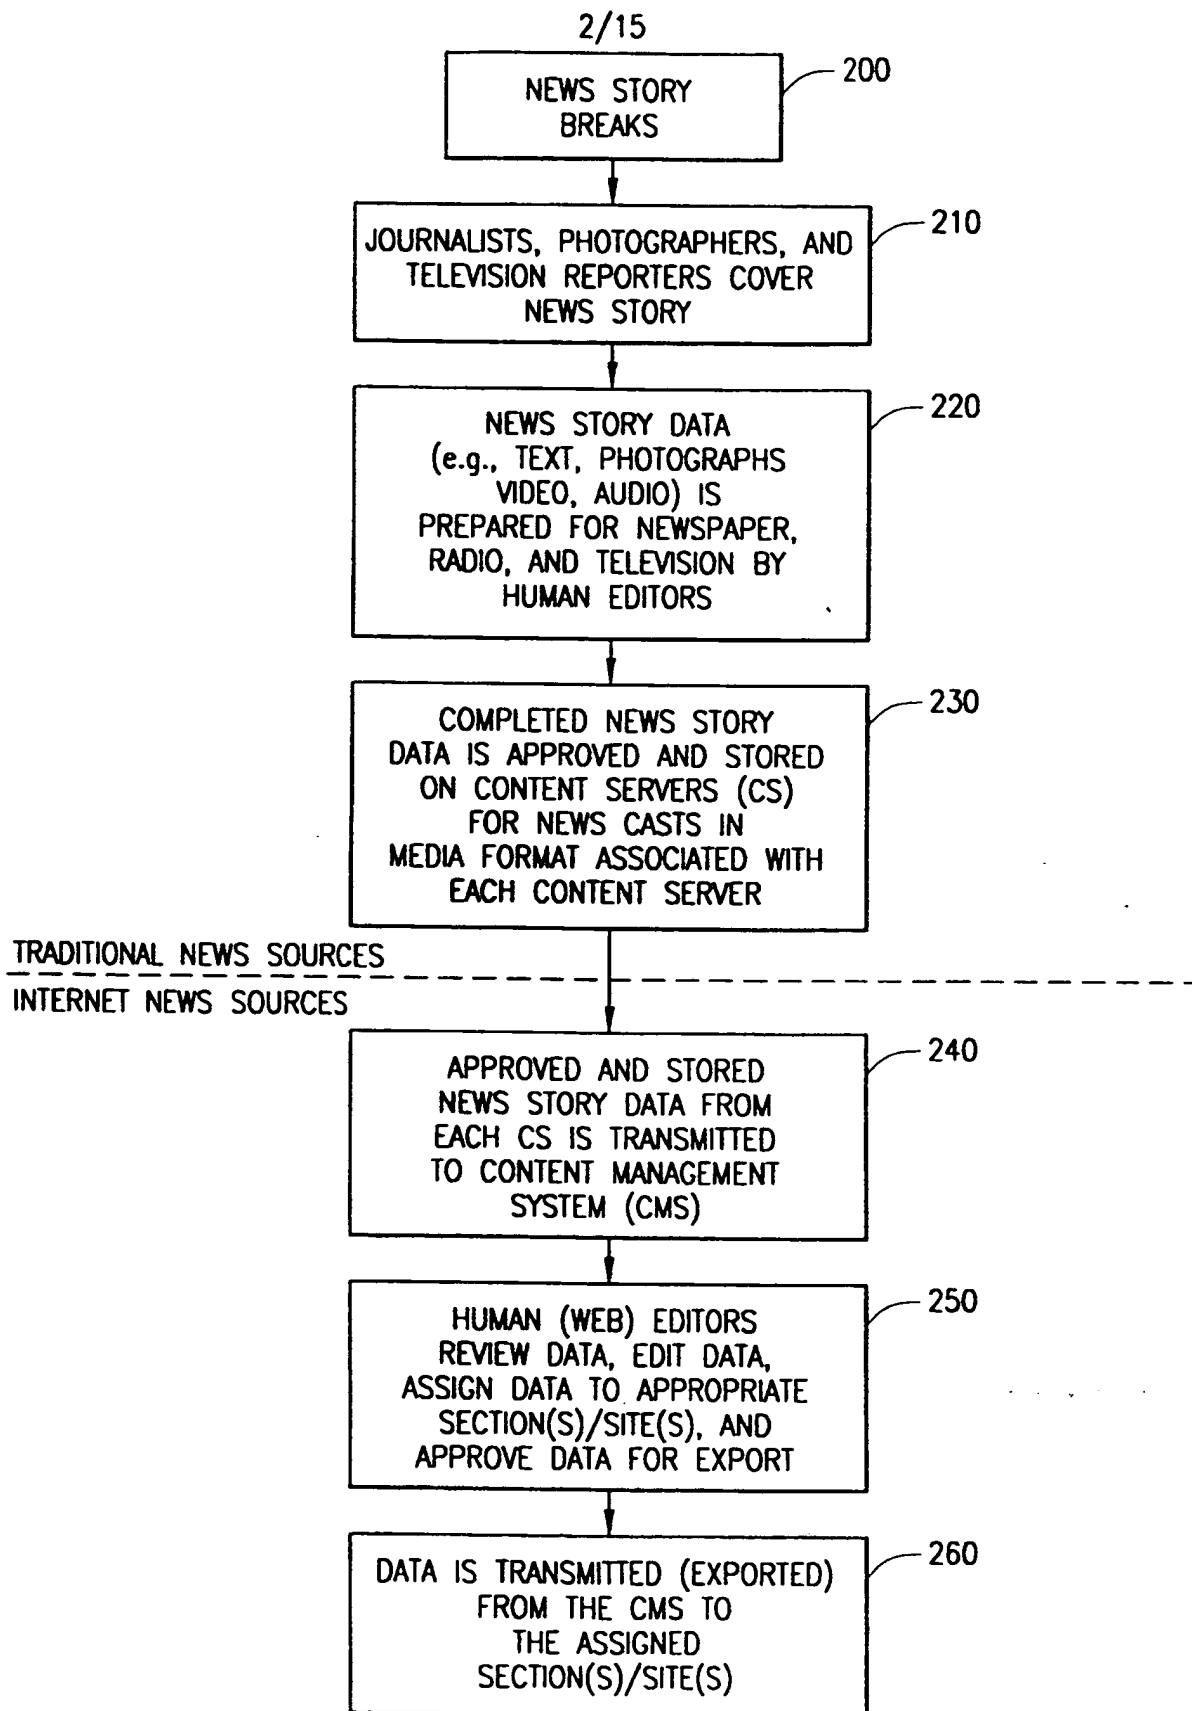 2/15
NEWS STORY
BREAKS
200
JOURNALISTS, PHOTOGRAPHERS, AND
TELEVISION REPORTERS COVER
NEWS STORY
210
NEWS STORY DATA
(e.g., TEXT, PHOTOGRAPHS
VIDEO, AUDIO) IS
PREPARED FOR NEWSPAPER,
RADIO, AND TELEVISION BY
HUMAN EDITORS
220
COMPLETED NEWS STORY
DATA IS APPROVED AND STORED
ON CONTENT SERVERS (CS)
FOR NEWS CASTS IN
MEDIA FORMAT ASSOCIATED WITH
EACH CONTENT SERVER
230
TRADITIONAL NEWS SOURCES
INTERNET NEWS SOURCES
APPROVED AND STORED
NEWS STORY DATA FROM
EACH CS IS TRANSMITTED
TO CONTENT MANAGEMENT
SYSTEM (CMS)
240
HUMAN (WEB) EDITORS
REVIEW DATA, EDIT DATA,
ASSIGN DATA TO APPROPRIATE
SECTION(S)/SITE(S), AND
APPROVE DATA FOR EXPORT
250
DATA IS TRANSMITTED (EXPORTED)
FROM THE CMS TO
THE ASSIGNED
SECTION(S)/SITE(S)
260